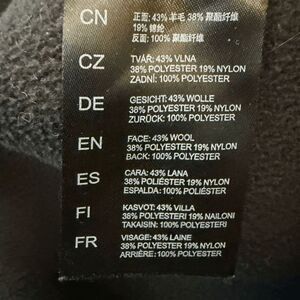 CN
正面: 43% 羊毛 38% 聚酯纤维
19% 锦纶
反面: 100% 聚酯纤维
CZ
TVÁŘ: 43% VLNA
38% POLYESTER 19% NYLON
ZADNÍ: 100% POLYESTER
DE
GESICHT: 43% WOLLE
38% POLYESTER 19% NYLON
ZURÜCK: 100% POLYESTER
EN
FACE: 43% WOOL
38% POLYESTER 19% NYLON
BACK: 100% POLYESTER
ES
CARA: 43% LANA
38% POLIÉSTER 19% NYLON
ESPALDA: 100% POLIÉSTER
FI
KASVOT: 43% VILLA
38% POLYESTERI 19% NAILONI
TAKAISIN: 100% POLYESTERI
FR
VISAGE: 43% LAINE
38% POLYESTER 19% NYLON
ARRIÈRE: 100% POLYESTER